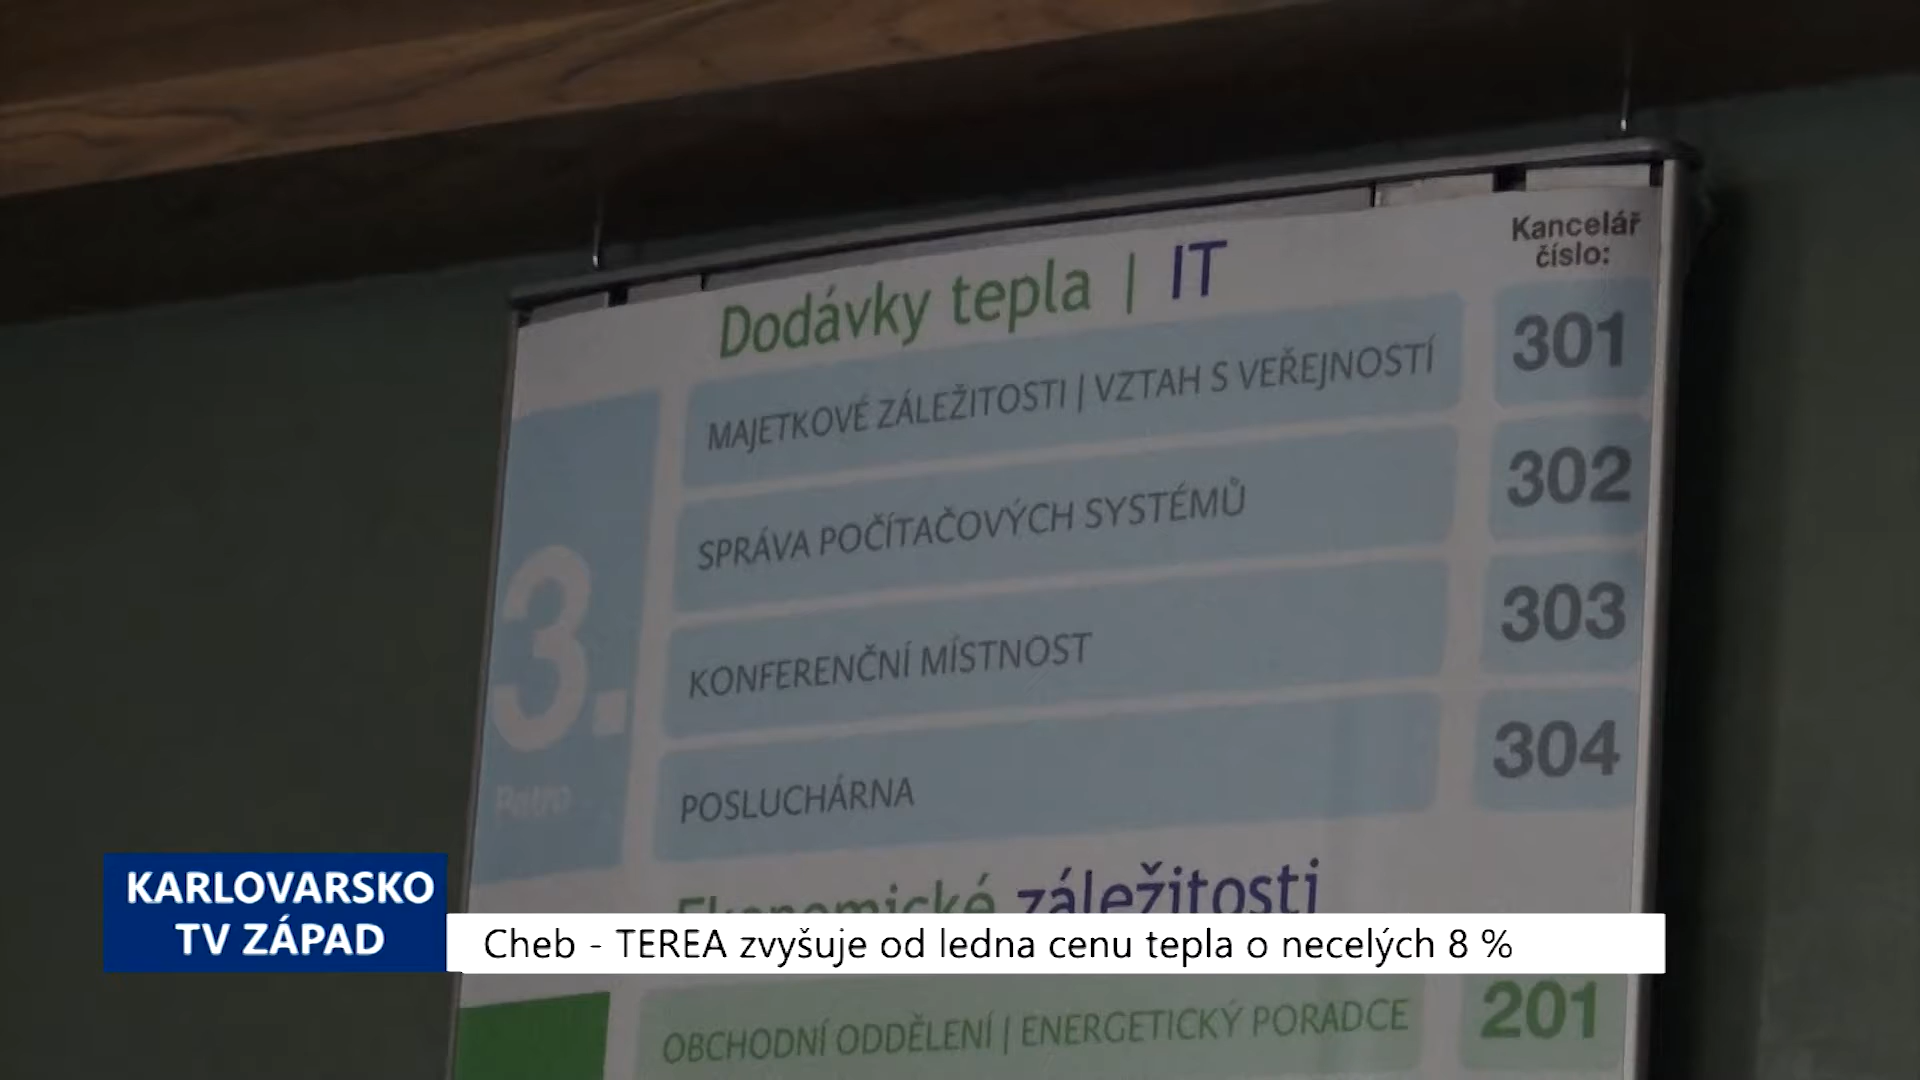 Kancelář
číslo:
Dodávky tepla | IT
MAJETKOVÉ ZÁLEŽITOSTI | VZTAH S VEŘEJNOSTÍ
301
SPRÁVA POČÍTAČOVÝCH SYSTÉMŮ
302
3.
Patro
KONFERENČNÍ MÍSTNOST
303
POSLUCHÁRNA
304
Ekonomické záležitosti
KARLOVARSKO
TV ZÁPAD
Cheb - TEREA zvyšuje od ledna cenu tepla o necelých 8 %
OBCHODNÍ ODDĚLENÍ | ENERGETICKÝ PORADCE
201